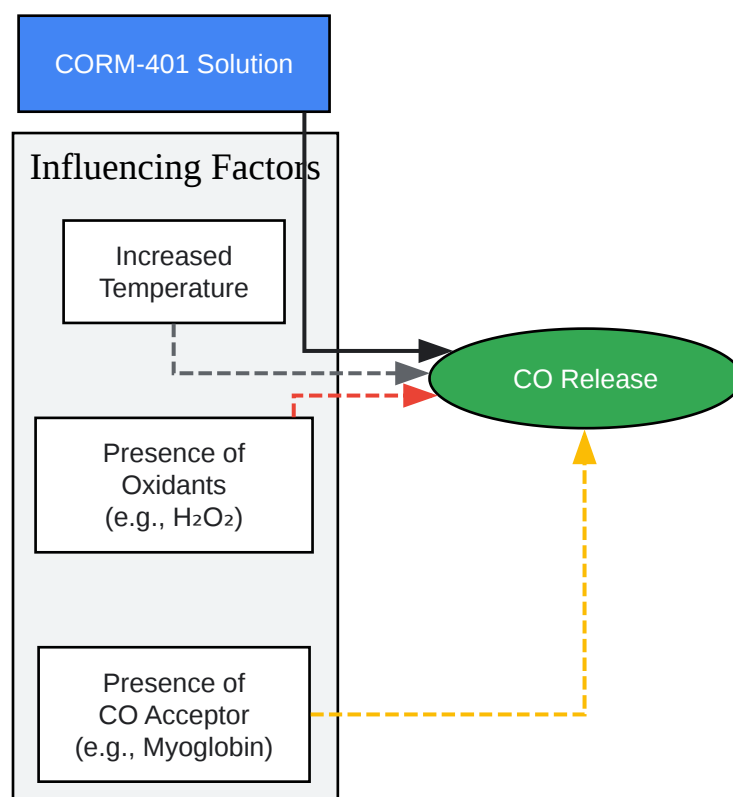 CORM-401 Solution
Influencing Factors
Increased
Temperature
CO Release
Presence of
Oxidants
(e.g., H₂O₂)
Presence of
CO Acceptor
(e.g., Myoglobin)